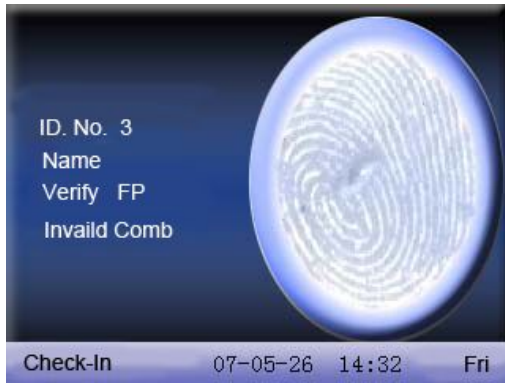 ID. No. 3
Name
Verify FP
Invaild Comb
Check-In 07-05-26 14:32 Fri